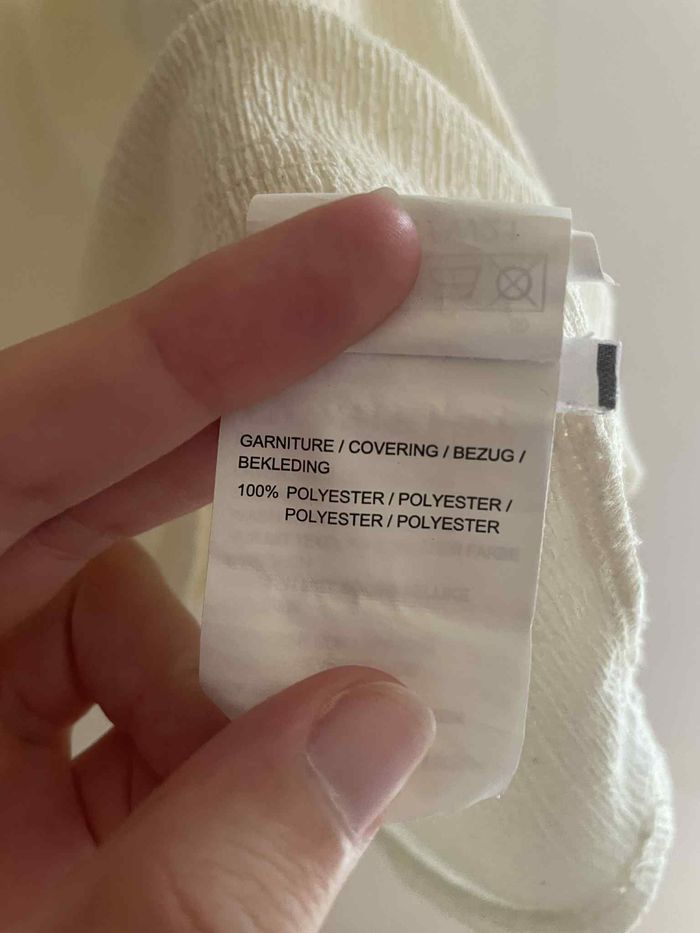 GARNITURE / COVERING / BEZUG /
BEKLEDING
100% POLYESTER / POLYESTER /
POLYESTER / POLYESTER